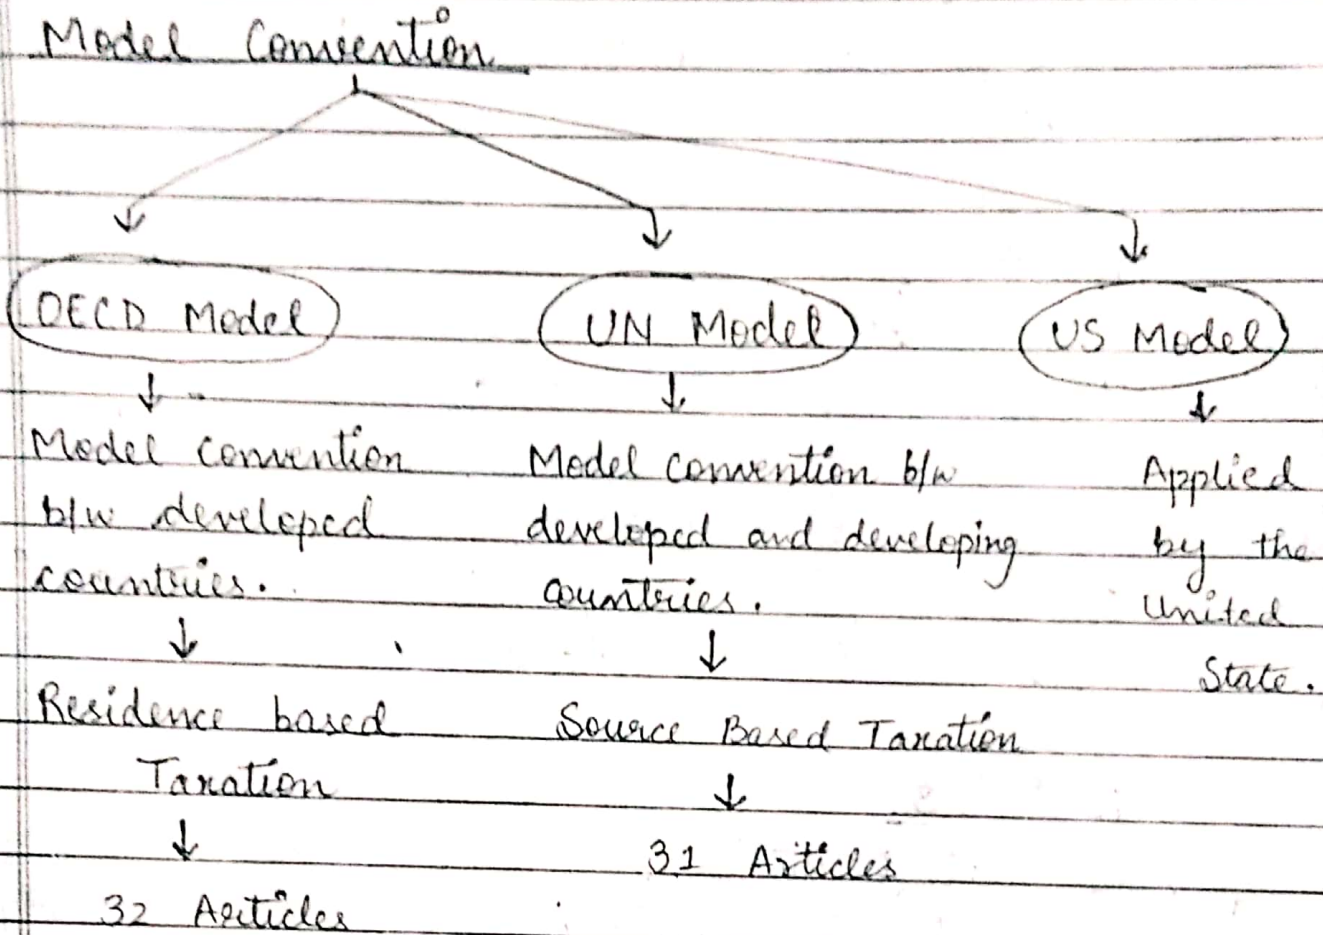 Model Convention
OECD Model
UN Model
US Model
Model convention
b/w developed
countries.
Residence based
Taxation
32 Articles
Model convention b/w
developed and developing
countries.
Source Based Taxation
31 Articles
Applied
by the
United
State.